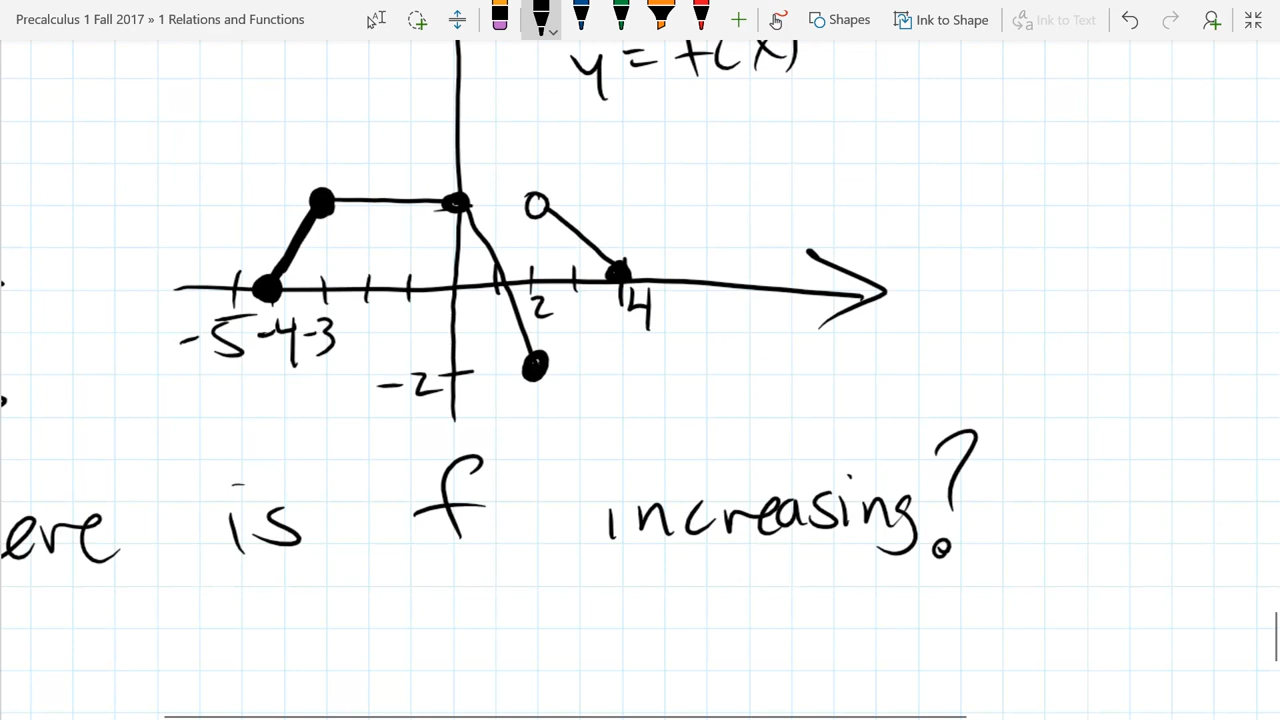 Precalculus 1 Fall 2017 » 1 Relations and Functions
Shapes
Ink to Shape
Ink to Text
y = f(x)
2
4
-5 -4 -3
-2
ere is f increasing?